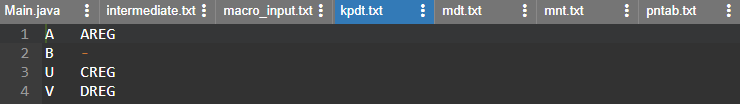 Main.java intermediate.txt macro_input.txt kpdt.txt mdt.txt mnt.txt pntab.txt
1 A AREG
2 B -
3 U CREG
4 V DREG